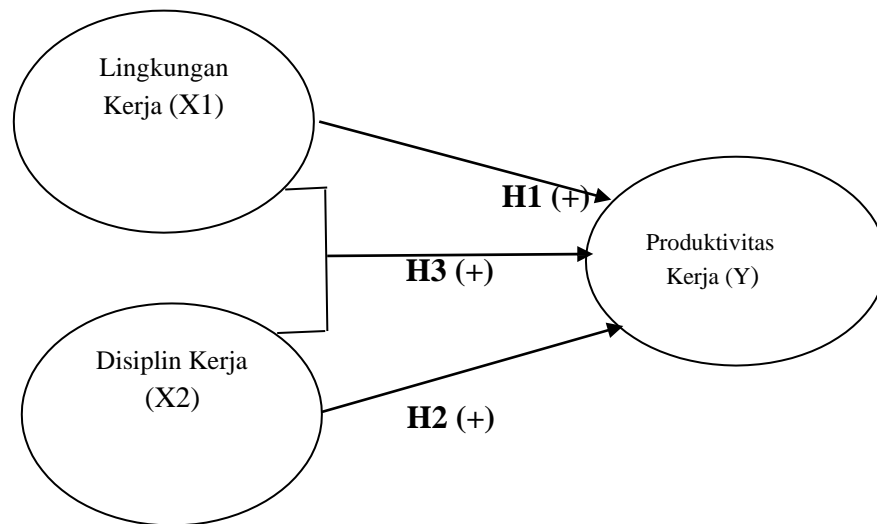 Lingkungan
Kerja (X1)
H1 (+)
Produktivitas
Kerja (Y)
H3 (+)
Disiplin Kerja
(X2)
H2 (+)